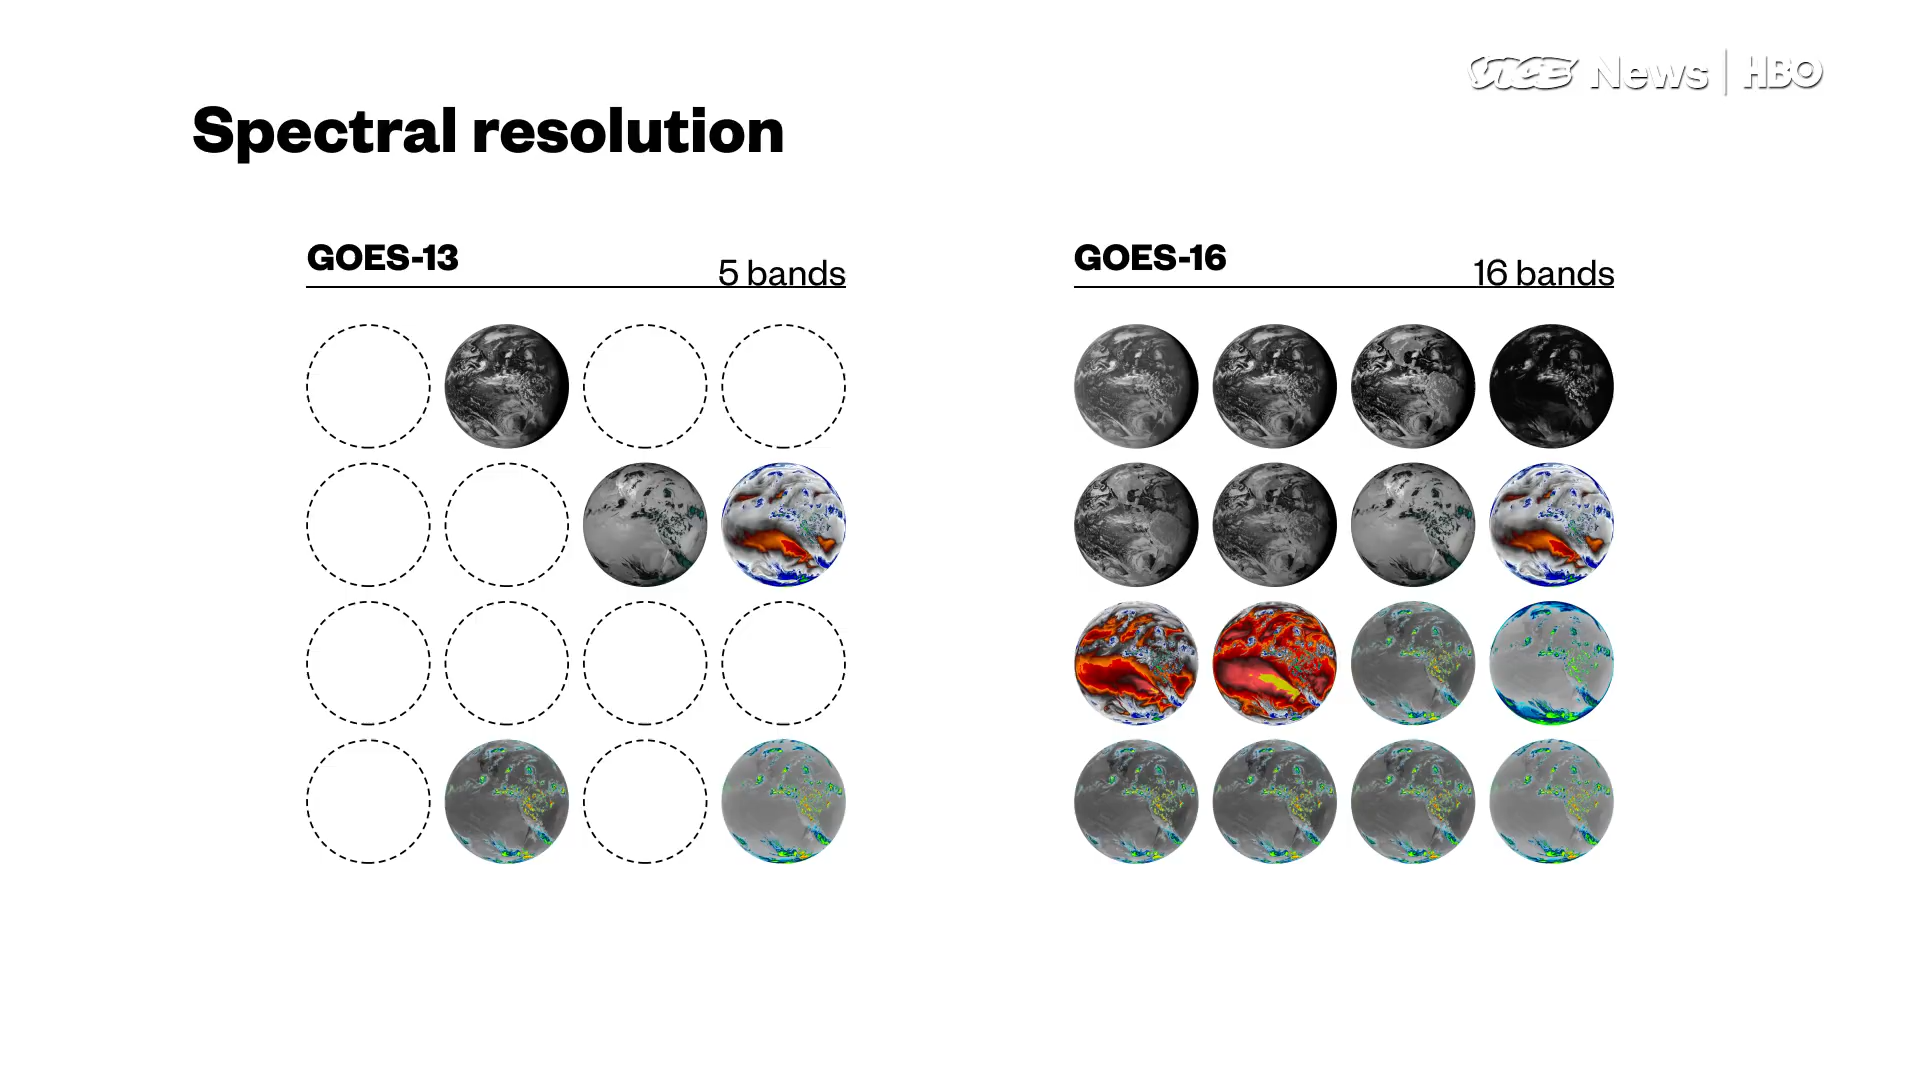 VICE News | HBO
Spectral resolution
GOES-13
5 bands
GOES-16
16 bands